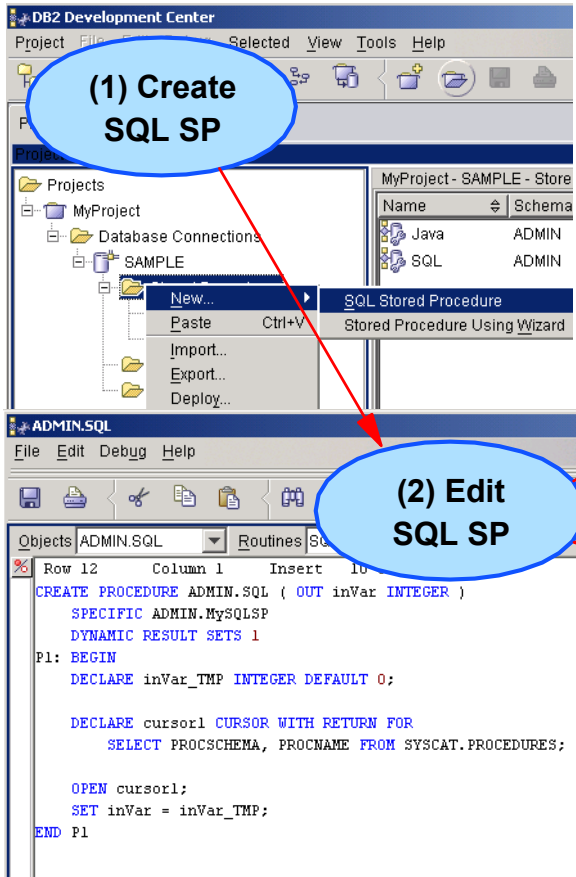 DB2 Development Center
Project Selected View Tools Help
(1) Create
SQL SP
Projects
MyProject - SAMPLE - Store
Name Schema
MyProject
Java ADMIN
Database Connections
SQL ADMIN
SAMPLE
New... SQL Stored Procedure
Paste Ctrl+V Stored Procedure Using Wizard
Import...
Export...
Deploy...
ADMIN.SQL
File Edit Debug Help
(2) Edit
SQL SP
Objects ADMIN.SQL Routines
Row 12 Column 1 Insert
CREATE PROCEDURE ADMIN.SQL ( OUT inVar INTEGER )
SPECIFIC ADMIN.MySQLSP
DYNAMIC RESULT SETS 1
P1: BEGIN
DECLARE inVar_TMP INTEGER DEFAULT 0;
DECLARE cursor1 CURSOR WITH RETURN FOR
SELECT PROCSCHEMA, PROCNAME FROM SYSCAT.PROCEDURES;
OPEN cursor1;
SET inVar = inVar_TMP;
END P1